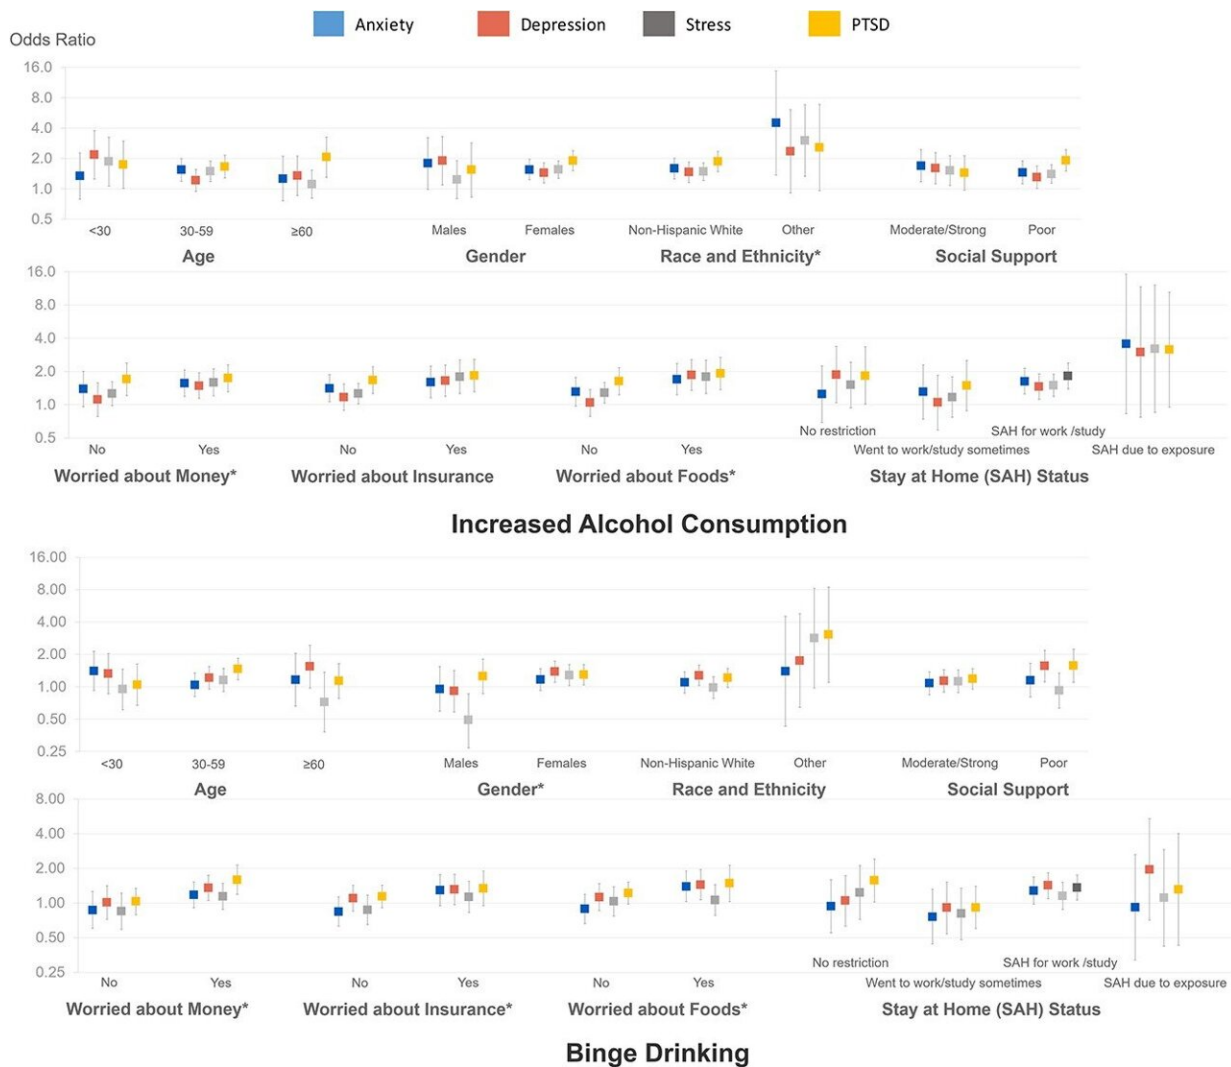 Anxiety Depression Stress PTSD
Odds Ratio
16.0
8.0
4.0
2.0
1.0
0.5
<30 30-59 ≥60 Males Females Non-Hispanic White Other Moderate/Strong Poor
Age Gender Race and Ethnicity* Social Support
16.0
8.0
4.0
2.0
1.0
0.5
No restriction SAH for work /study
No Yes No Yes No Yes Went to work/study sometimes SAH due to exposure
Worried about Money* Worried about Insurance Worried about Foods* Stay at Home (SAH) Status
Increased Alcohol Consumption
16.00
8.00
4.00
2.00
1.00
0.50
0.25
<30 30-59 ≥60 Males Females Non-Hispanic White Other Moderate/Strong Poor
Age Gender* Race and Ethnicity Social Support
8.00
4.00
2.00
1.00
0.50
0.25
No restriction SAH for work /study
No Yes No Yes No Yes Went to work/study sometimes SAH due to exposure
Worried about Money* Worried about Insurance* Worried about Foods* Stay at Home (SAH) Status
Binge Drinking